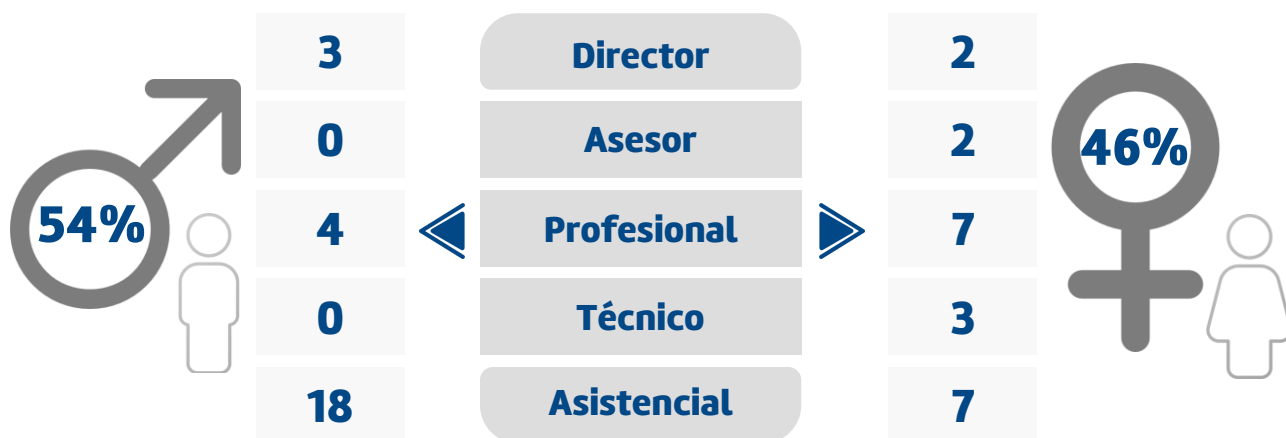 3 Director 2
0 Asesor 2
54% 4 Profesional 7 46%
0 Técnico 3
18 Asistencial 7